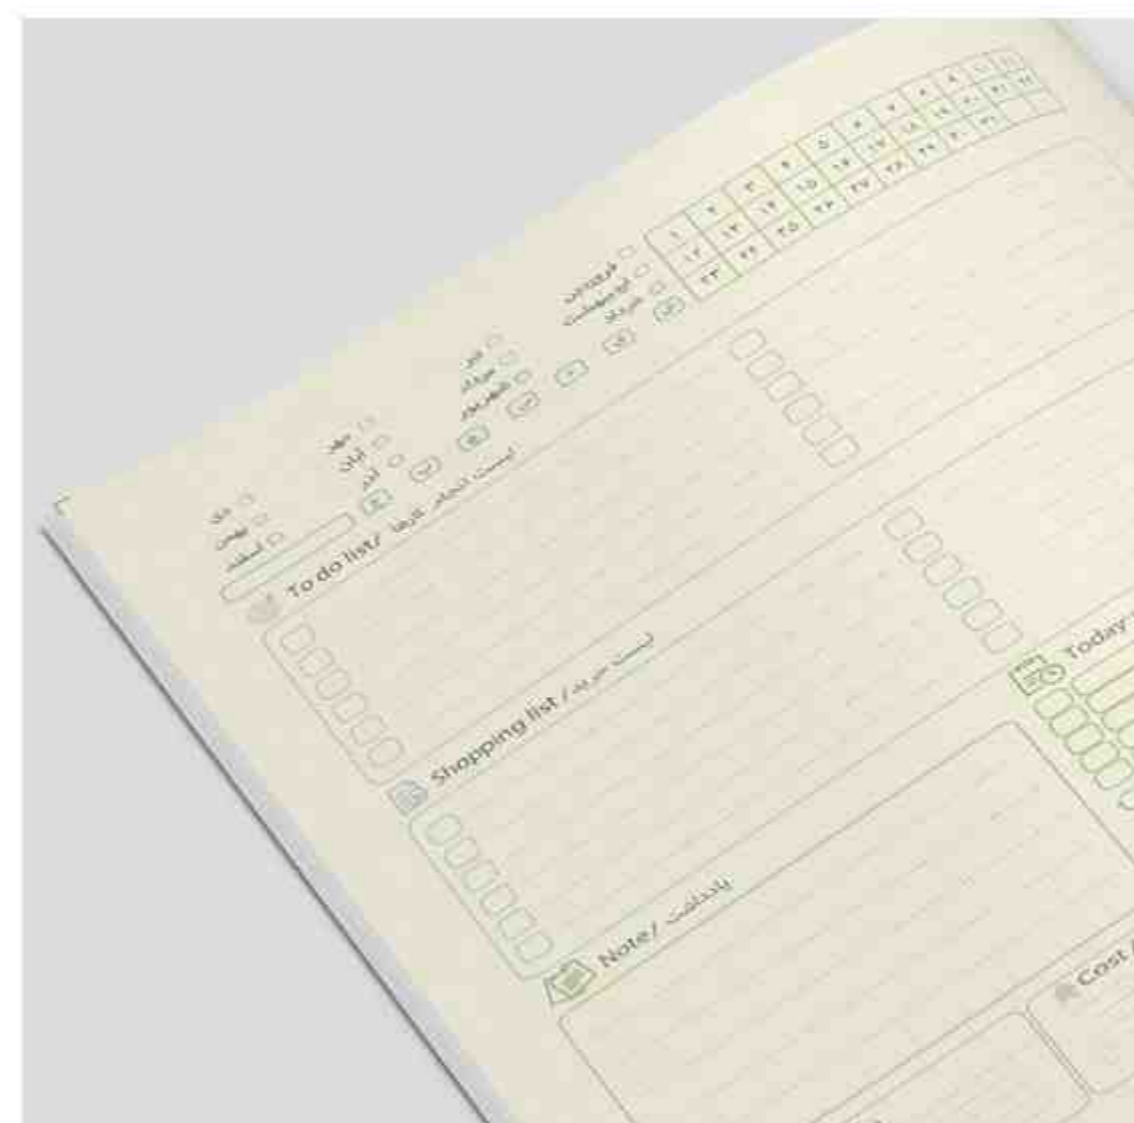 ۱ ۲ ۳ ۴ ۵ ۶ ۷ ۸ ۹ ۱۰ ۱۱
۱۲ ۱۳ ۱۴ ۱۵ ۱۶ ۱۷ ۱۸ ۱۹ ۲۰ ۲۱ ۲۲
۲۳ ۲۴ ۲۵ ۲۶ ۲۷ ۲۸ ۲۹ ۳۰ ۳۱
فروردین
اردیبهشت
خرداد
تیر
مرداد
شهریور
مهر
آبان
آذر
دی
بهمن
اسفند
To do list/ لیست انجام کارها
Shopping list / لیست خرید
Today
Note/ یادداشت
Cost /